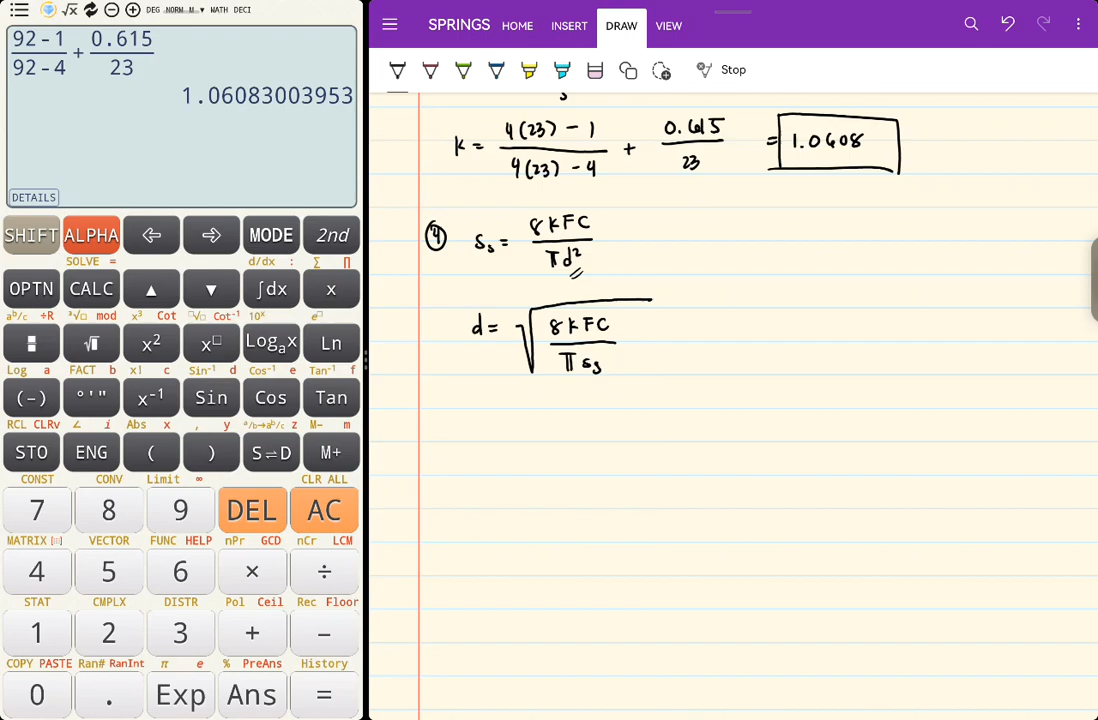 DEG NORM M ▼ MATH DECI
92-1/92-4 + 0.615/23
1.06083003953
DETAILS
SHIFT ALPHA MODE 2nd
SOLVE = d/dx : ∑ ∏
OPTN CALC ▲ ▼ ∫dx x
a b/c ÷R ³√□ mod x³ Cot □√□ Cot⁻¹ 10ˣ e□
√ x² x□ Logₐx Ln
Log a FACT b x! c Sin⁻¹ d Cos⁻¹ e Tan⁻¹ f
(−) °'" x⁻¹ Sin Cos Tan
RCL CLRv ∠ i Abs x , y a/b→a b/c z M− m
STO ENG ( ) S⇌D M+
CONST CONV Limit ∞ CLR ALL
7 8 9 DEL AC
MATRIX VECTOR FUNC HELP nPr GCD nCr LCM
4 5 6 × ÷
STAT CMPLX DISTR Pol Ceil Rec Floor
1 2 3 + −
COPY PASTE Ran# RanInt π e % PreAns History
0 . Exp Ans =
SPRINGS HOME INSERT DRAW VIEW
Stop
K = 4(23) - 1 / 4(23) - 4 + 0.615 / 23 = 1.0608
④ Ss = 8KFC / πd²
d = √(8KFC / πSs)